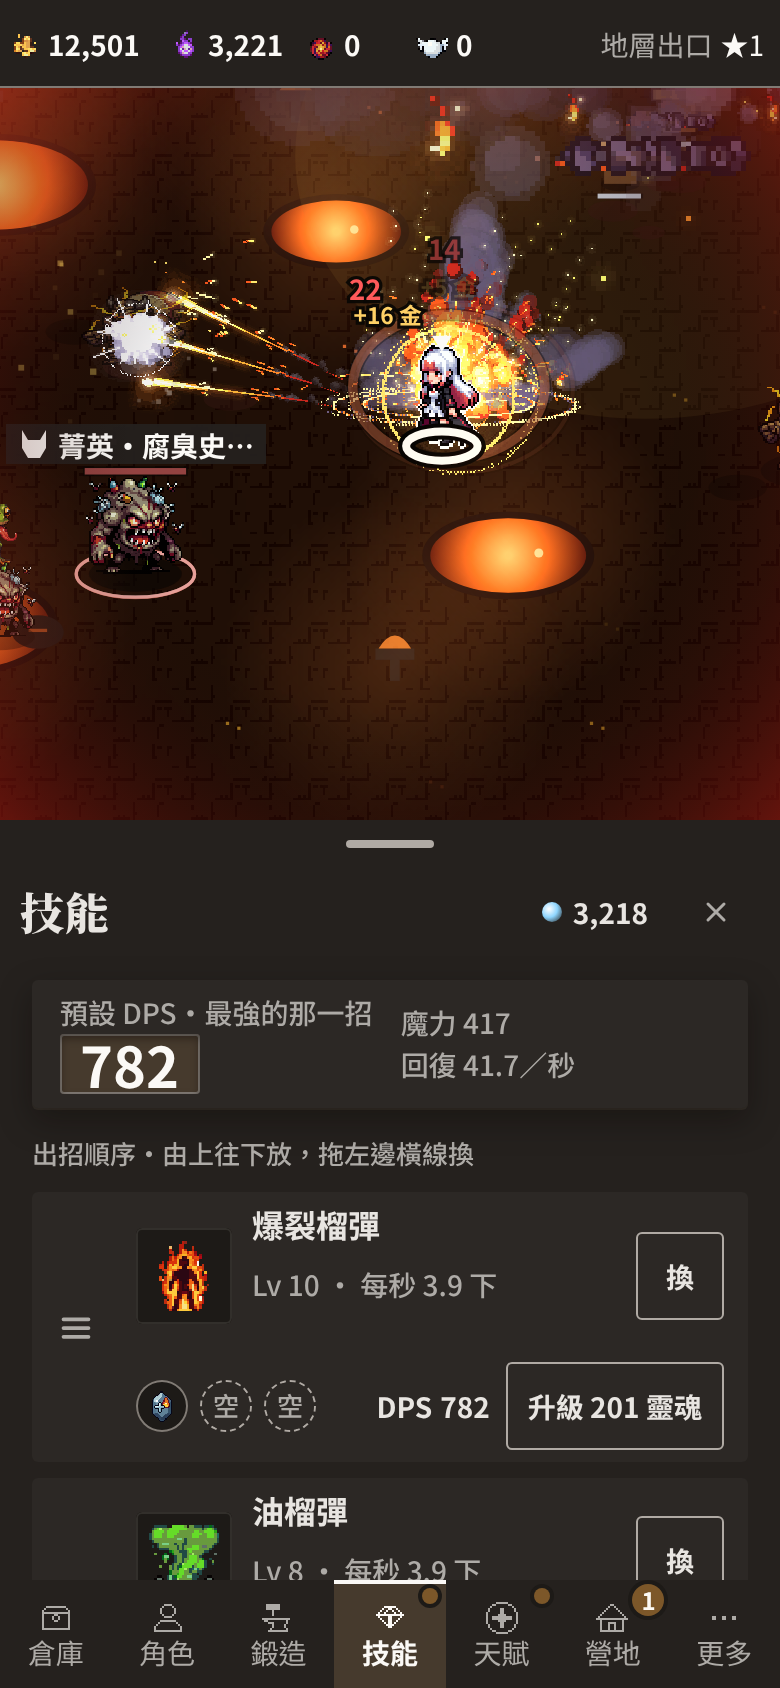 12,501 3,221 0 0 地層出口 ★1
14
22
+16 金
菁英・腐臭史⋯
技能
3,218
預設 DPS・最強的那一招
782
魔力 417
回復 41.7／秒
出招順序・由上往下放，拖左邊橫線換
爆裂榴彈
Lv 10 ・ 每秒 3.9 下
換
空 空 DPS 782 升級 201 靈魂
油榴彈
Lv 8 ・ 每秒 3.9 下
換
1
倉庫 角色 鍛造 技能 天賦 營地 更多